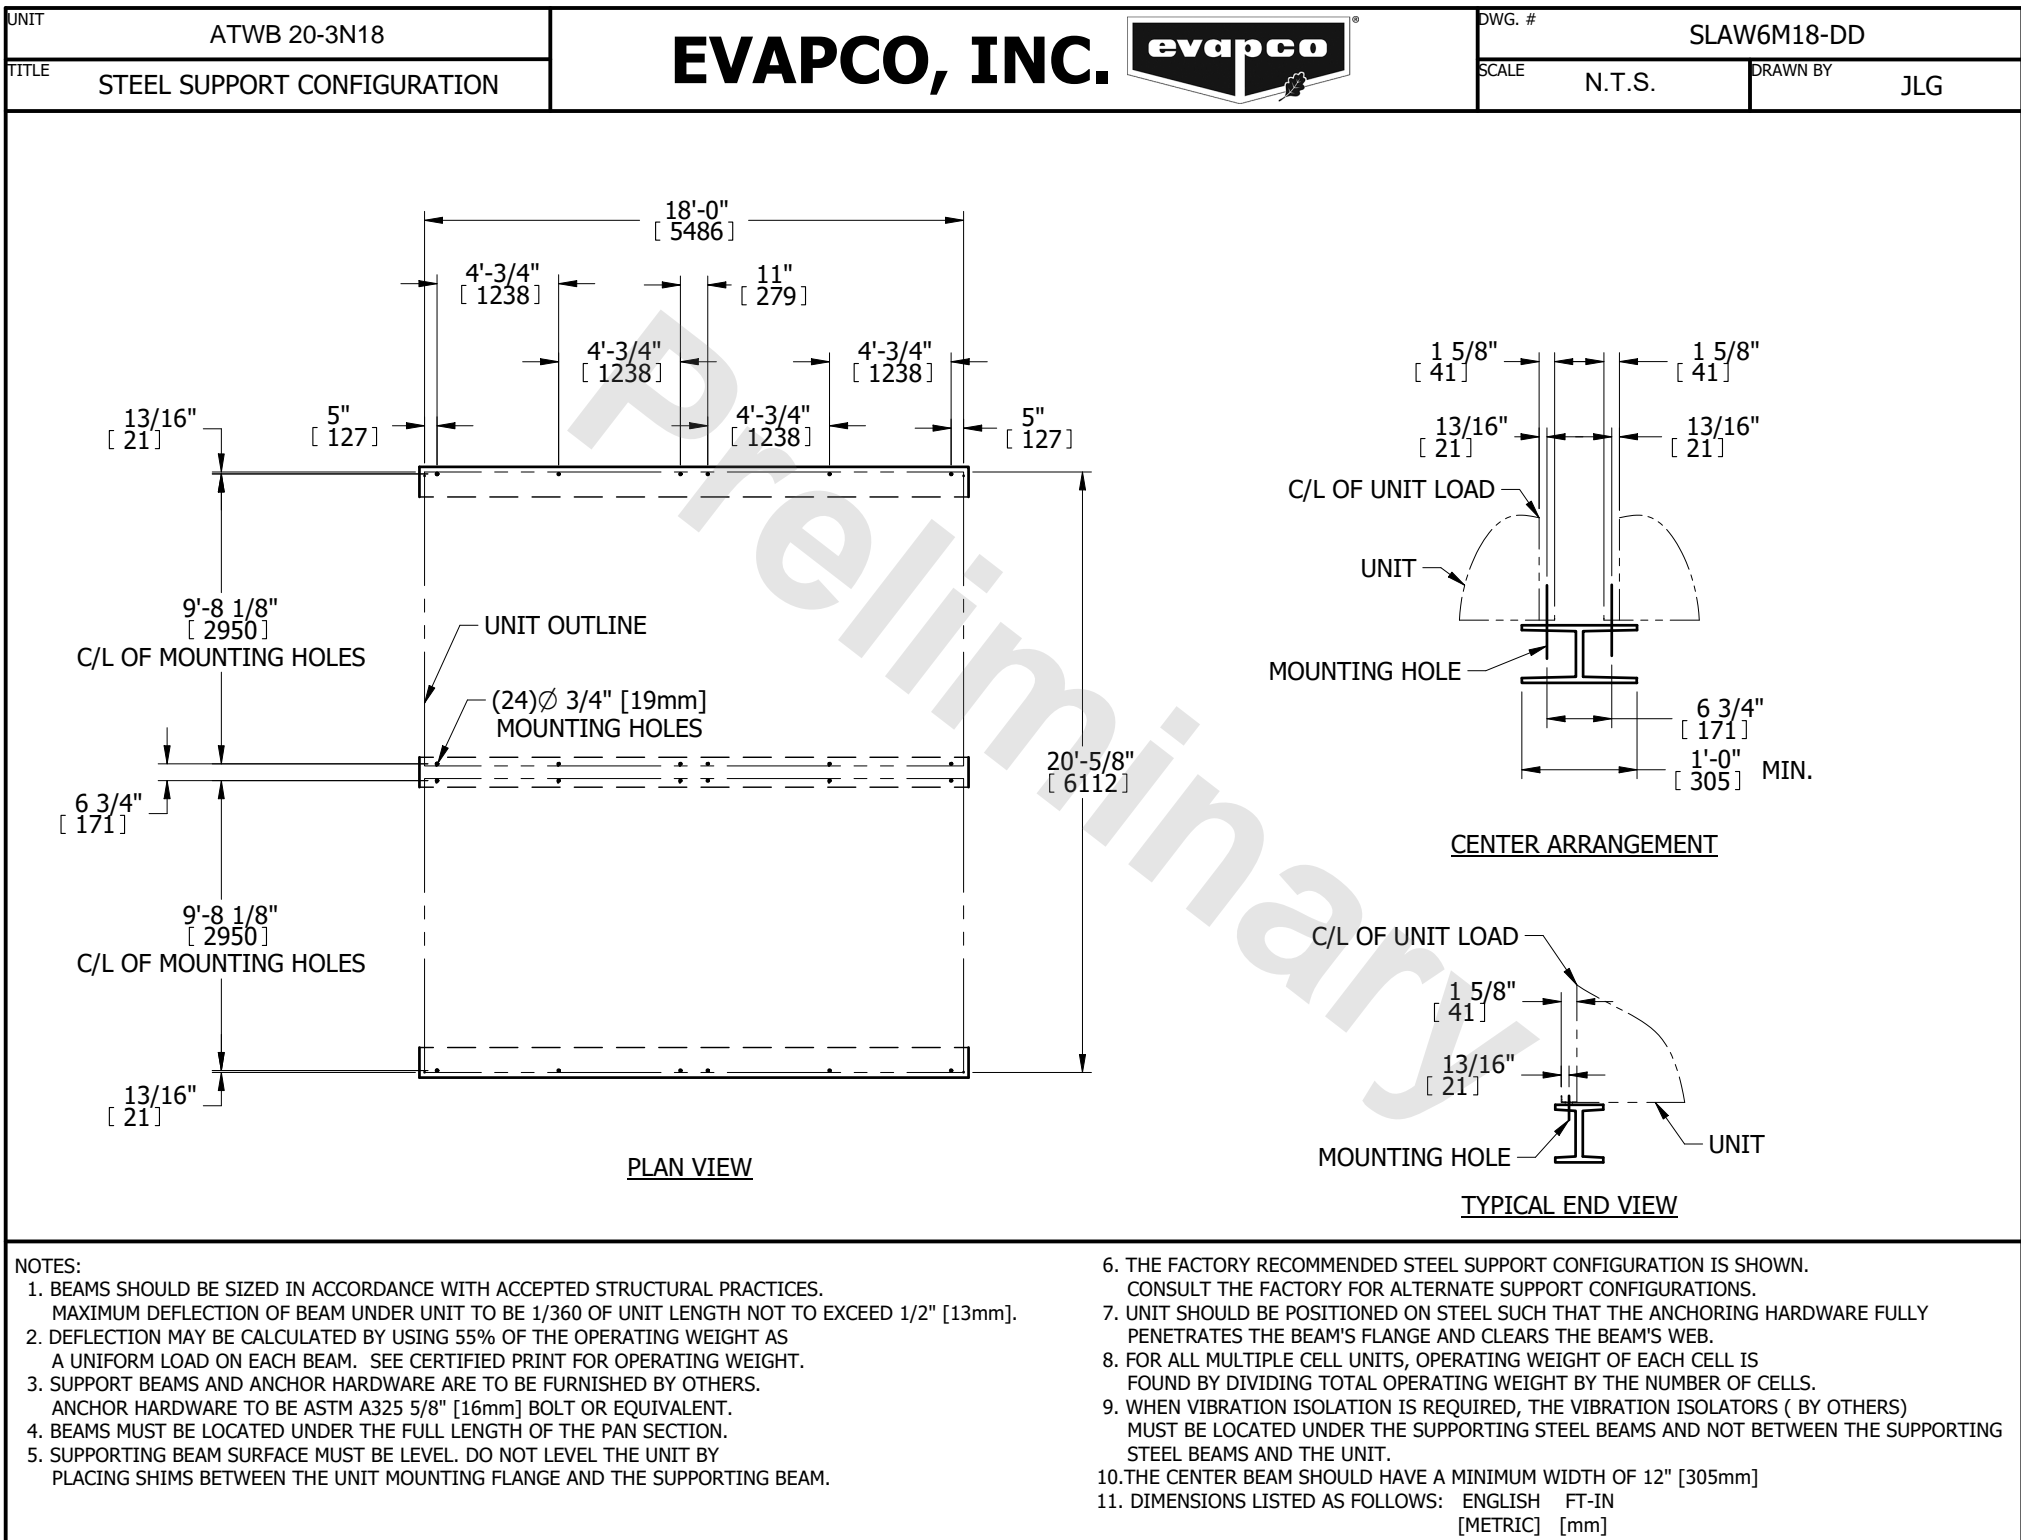 UNIT
ATWB 20-3N18
TITLE
STEEL SUPPORT CONFIGURATION
EVAPCO, INC.
evapco
®
DWG. #
SLAW6M18-DD
SCALE
N.T.S.
DRAWN BY
JLG
18'-0"
[ 5486 ]
4'-3/4"
[ 1238 ]
11"
[ 279 ]
4'-3/4"
[ 1238 ]
4'-3/4"
[ 1238 ]
13/16"
[ 21 ]
5"
[ 127 ]
4'-3/4"
[ 1238 ]
5"
[ 127 ]
9'-8 1/8"
[ 2950 ]
C/L OF MOUNTING HOLES
UNIT OUTLINE
(24)∅ 3/4" [19mm]
MOUNTING HOLES
6 3/4"
[ 171 ]
20'-5/8"
[ 6112 ]
9'-8 1/8"
[ 2950 ]
C/L OF MOUNTING HOLES
13/16"
[ 21 ]
PLAN VIEW
Preliminary
1 5/8"
[ 41 ]
1 5/8"
[ 41 ]
13/16"
[ 21 ]
13/16"
[ 21 ]
C/L OF UNIT LOAD
UNIT
MOUNTING HOLE
6 3/4"
[ 171 ]
1'-0"
[ 305 ]
MIN.
CENTER ARRANGEMENT
C/L OF UNIT LOAD
1 5/8"
[ 41 ]
13/16"
[ 21 ]
MOUNTING HOLE
UNIT
TYPICAL END VIEW
NOTES:
1. BEAMS SHOULD BE SIZED IN ACCORDANCE WITH ACCEPTED STRUCTURAL PRACTICES.
MAXIMUM DEFLECTION OF BEAM UNDER UNIT TO BE 1/360 OF UNIT LENGTH NOT TO EXCEED 1/2" [13mm].
2. DEFLECTION MAY BE CALCULATED BY USING 55% OF THE OPERATING WEIGHT AS
A UNIFORM LOAD ON EACH BEAM. SEE CERTIFIED PRINT FOR OPERATING WEIGHT.
3. SUPPORT BEAMS AND ANCHOR HARDWARE ARE TO BE FURNISHED BY OTHERS.
ANCHOR HARDWARE TO BE ASTM A325 5/8" [16mm] BOLT OR EQUIVALENT.
4. BEAMS MUST BE LOCATED UNDER THE FULL LENGTH OF THE PAN SECTION.
5. SUPPORTING BEAM SURFACE MUST BE LEVEL. DO NOT LEVEL THE UNIT BY
PLACING SHIMS BETWEEN THE UNIT MOUNTING FLANGE AND THE SUPPORTING BEAM.
6. THE FACTORY RECOMMENDED STEEL SUPPORT CONFIGURATION IS SHOWN.
CONSULT THE FACTORY FOR ALTERNATE SUPPORT CONFIGURATIONS.
7. UNIT SHOULD BE POSITIONED ON STEEL SUCH THAT THE ANCHORING HARDWARE FULLY
PENETRATES THE BEAM'S FLANGE AND CLEARS THE BEAM'S WEB.
8. FOR ALL MULTIPLE CELL UNITS, OPERATING WEIGHT OF EACH CELL IS
FOUND BY DIVIDING TOTAL OPERATING WEIGHT BY THE NUMBER OF CELLS.
9. WHEN VIBRATION ISOLATION IS REQUIRED, THE VIBRATION ISOLATORS ( BY OTHERS)
MUST BE LOCATED UNDER THE SUPPORTING STEEL BEAMS AND NOT BETWEEN THE SUPPORTING
STEEL BEAMS AND THE UNIT.
10.THE CENTER BEAM SHOULD HAVE A MINIMUM WIDTH OF 12" [305mm]
11. DIMENSIONS LISTED AS FOLLOWS: ENGLISH FT-IN
[METRIC] [mm]